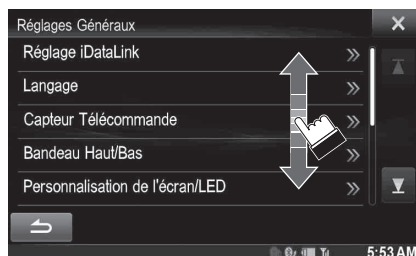 Réglages Généraux
Réglage iDataLink
Langage
Capteur Télécommande
Bandeau Haut/Bas
Personnalisation de l'écran/LED
5:53 AM